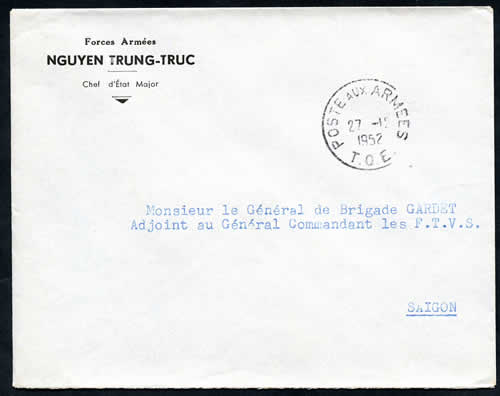 Forces Armées
NGUYEN TRUNG-TRUC
Chef d'État Major
POSTE AUX ARMEES
27 -12
1952
T.O.E.
Monsieur le Général de Brigade GARDET
Adjoint au Général Commandant les F.T.V.S.
SAIGON